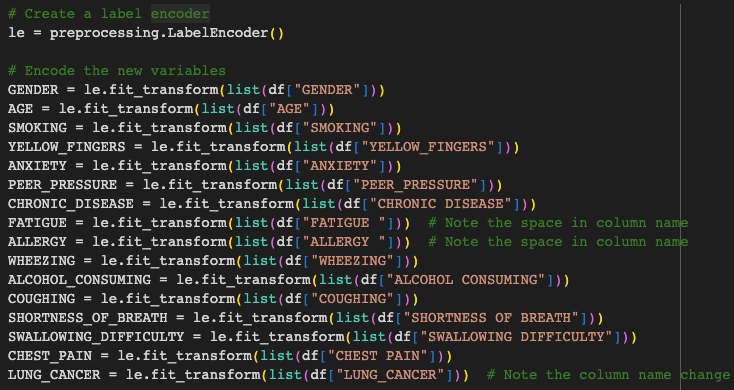 # Create a label encoder
le = preprocessing.LabelEncoder()
# Encode the new variables
GENDER = le.fit_transform(list(df["GENDER"]))
AGE = le.fit_transform(list(df["AGE"]))
SMOKING = le.fit_transform(list(df["SMOKING"]))
YELLOW_FINGERS = le.fit_transform(list(df["YELLOW_FINGERS"]))
ANXIETY = le.fit_transform(list(df["ANXIETY"]))
PEER_PRESSURE = le.fit_transform(list(df["PEER_PRESSURE"]))
CHRONIC_DISEASE = le.fit_transform(list(df["CHRONIC DISEASE"]))
FATIGUE = le.fit_transform(list(df["FATIGUE "]))  # Note the space in column name
ALLERGY = le.fit_transform(list(df["ALLERGY "]))  # Note the space in column name
WHEEZING = le.fit_transform(list(df["WHEEZING"]))
ALCOHOL_CONSUMING = le.fit_transform(list(df["ALCOHOL CONSUMING"]))
COUGHING = le.fit_transform(list(df["COUGHING"]))
SHORTNESS_OF_BREATH = le.fit_transform(list(df["SHORTNESS OF BREATH"]))
SWALLOWING_DIFFICULTY = le.fit_transform(list(df["SWALLOWING DIFFICULTY"]))
CHEST_PAIN = le.fit_transform(list(df["CHEST PAIN"]))
LUNG_CANCER = le.fit_transform(list(df["LUNG_CANCER"]))  # Note the column name change